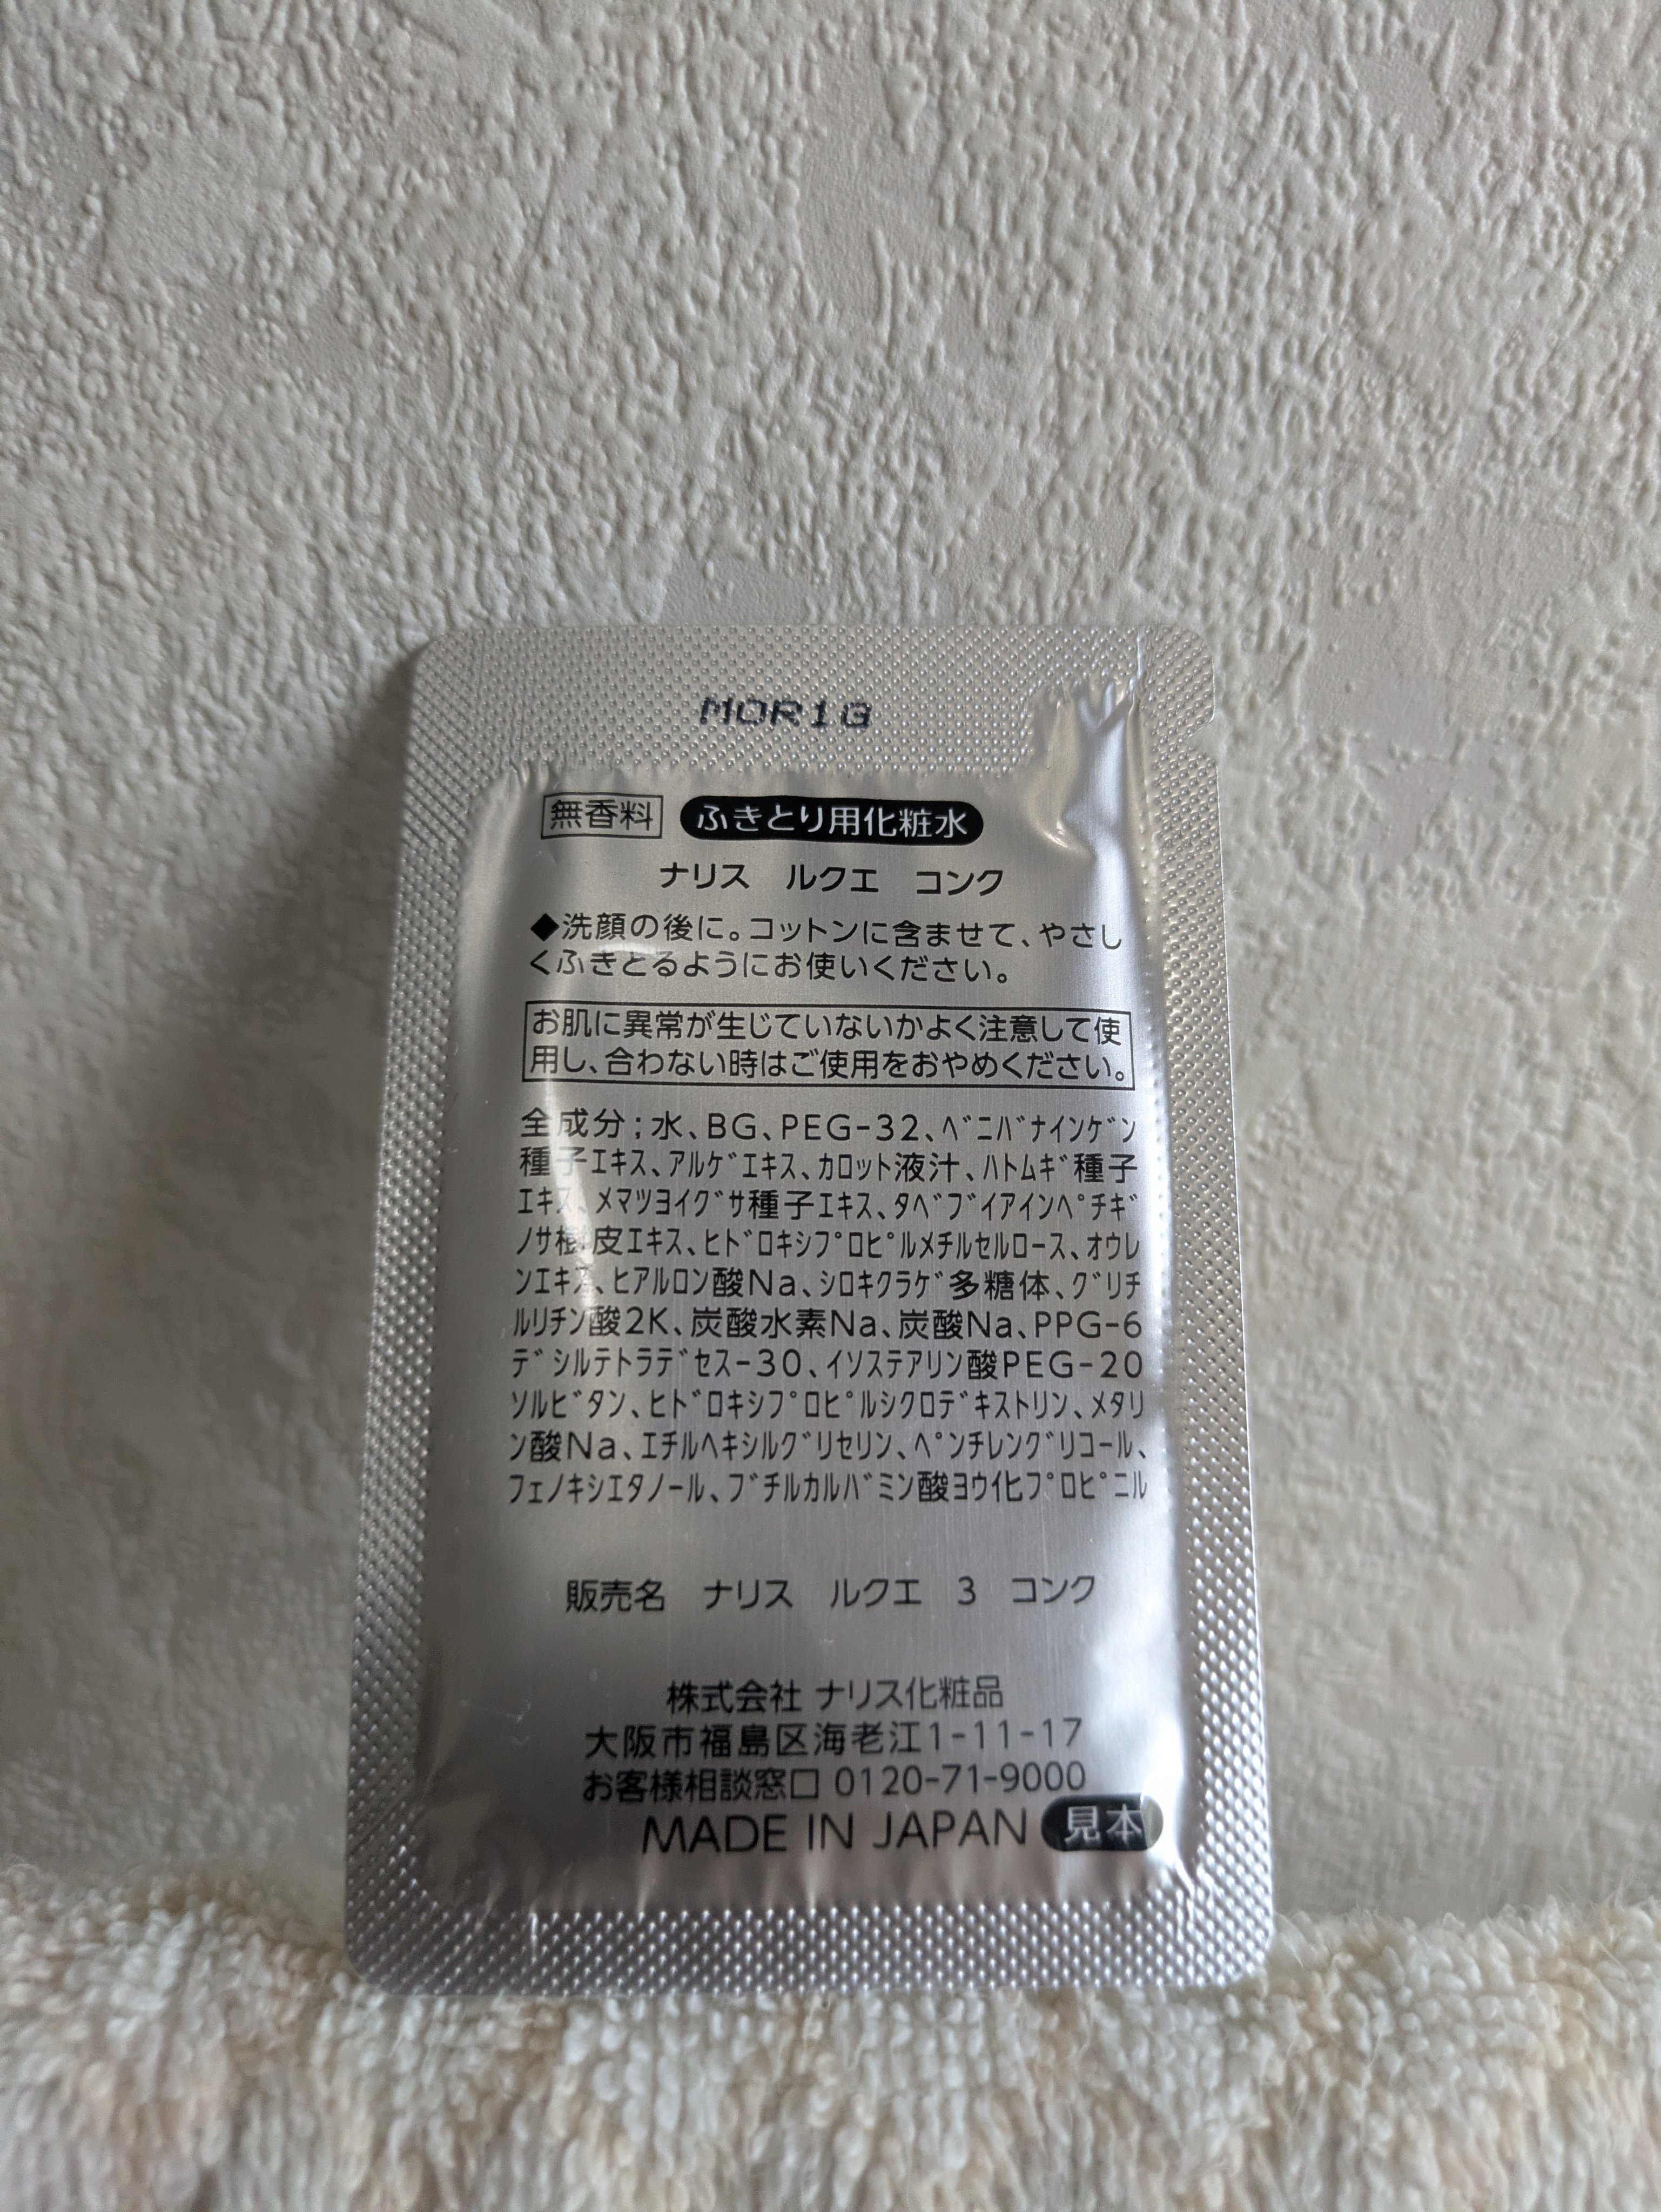 MOR1G
無香料 ふきとり用化粧水
ナリス ルクエ コンク
◆洗顔の後に。コットンに含ませて、やさし
くふきとるようにお使いください。
お肌に異常が生じていないかよく注意して使
用し、合わない時はご使用をおやめください。
全成分;水、BG、PEG-32、ﾍﾞﾆﾊﾞﾅｲﾝｹﾞﾝ
種子ｴｷｽ、ｱﾙｹﾞｴｷｽ、ｶﾛｯﾄ液汁、ﾊﾄﾑｷﾞ種子
ｴｷｽ、ﾒﾏﾂﾖｲｸﾞｻ種子ｴｷｽ、ﾀﾍﾞﾌﾞｲｱｲﾝﾍﾟﾁｷﾞ
ﾉｻ樹皮ｴｷｽ、ﾋﾄﾞﾛｷｼﾌﾟﾛﾋﾟﾙﾒﾁﾙｾﾙﾛｰｽ、ｵｳﾚ
ﾝｴｷｽ、ﾋｱﾙﾛﾝ酸Na、ｼﾛｷｸﾗｹﾞ多糖体、ｸﾞﾘﾁ
ﾙﾘﾁﾝ酸2K、炭酸水素Na、炭酸Na、PPG-6
ﾃﾞｼﾙﾃﾄﾗﾃﾞｾｽ-30、ｲｿｽﾃｱﾘﾝ酸PEG-20
ｿﾙﾋﾞﾀﾝ、ﾋﾄﾞﾛｷｼﾌﾟﾛﾋﾟﾙｼｸﾛﾃﾞｷｽﾄﾘﾝ、ﾒﾀﾘ
ﾝ酸Na、ｴﾁﾙﾍｷｼﾙｸﾞﾘｾﾘﾝ、ﾍﾟﾝﾁﾚﾝｸﾞﾘｺｰﾙ、
ﾌｪﾉｷｼｴﾀﾉｰﾙ、ﾌﾞﾁﾙｶﾙﾊﾞﾐﾝ酸ﾖｳ化ﾌﾟﾛﾋﾟﾆﾙ
販売名 ナリス ルクエ 3 コンク
株式会社 ナリス化粧品
大阪市福島区海老江1-11-17
お客様相談窓口 0120-71-9000
MADE IN JAPAN 見本